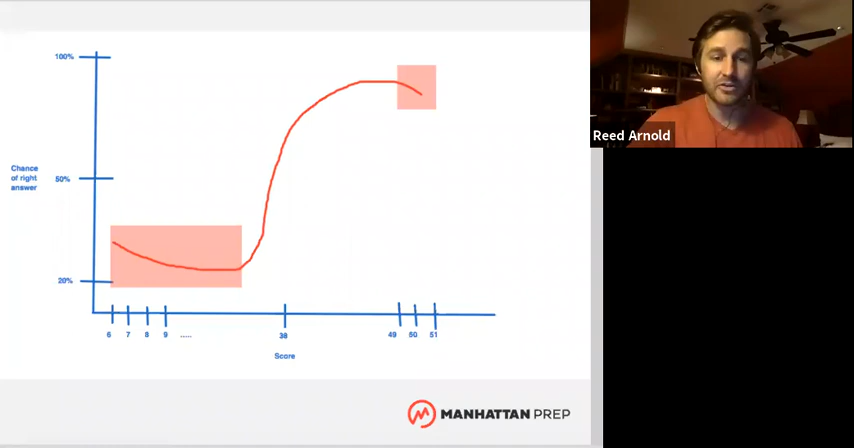 100%
Chance
of right
answer
50%
20%
6 7 8 9 ..... 38 49 50 51
Score
MANHATTAN PREP
Reed Arnold